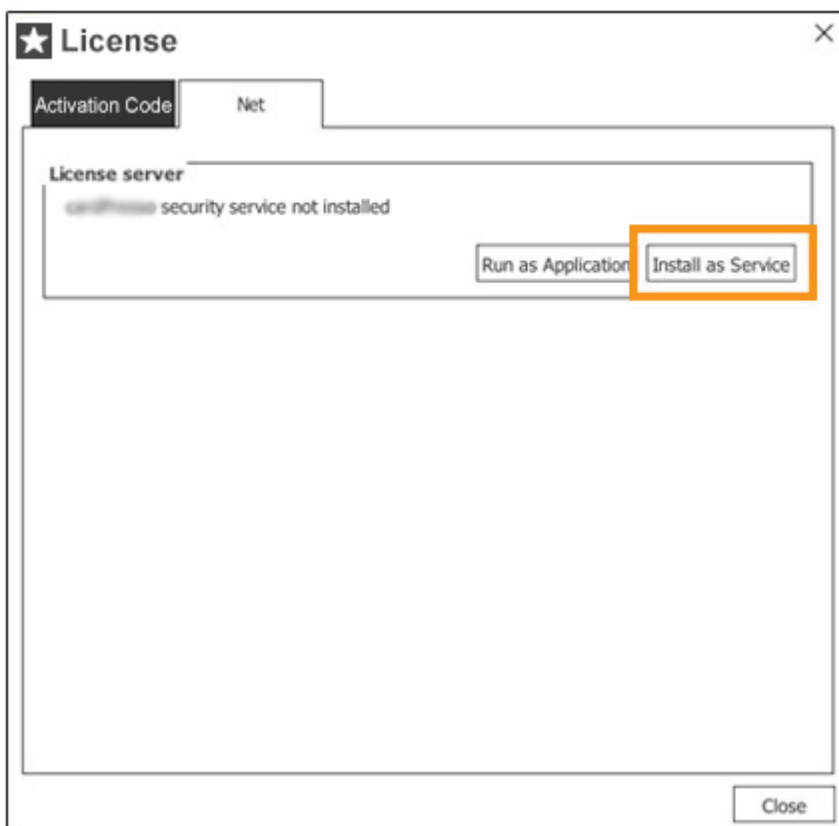 License
Activation Code
Net
License server
security service not installed
Run as Application
Install as Service
Close